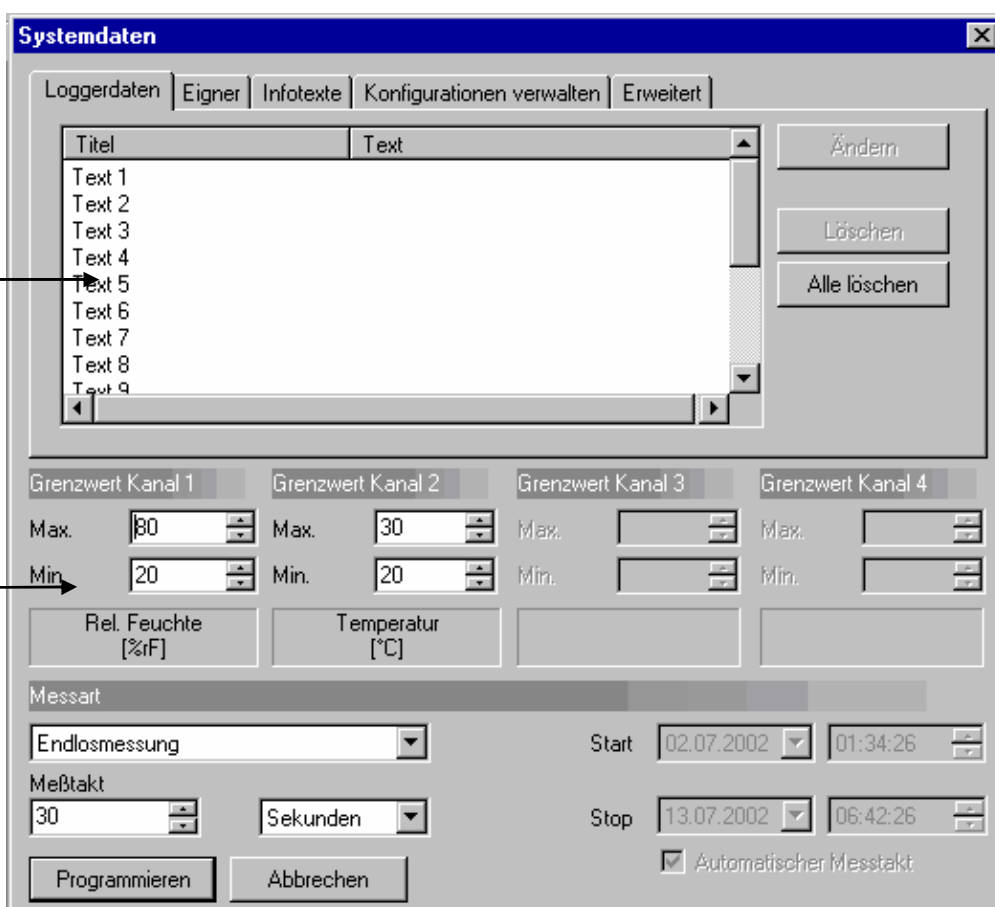 Systemdaten
Loggerdaten Eigner Infotexte Konfigurationen verwalten Erweitert
Titel Text
Ändern
Text 1
Text 2
Text 3
Löschen
Text 4
Text 5
Alle löschen
Text 6
Text 7
Text 8
Text 9
Grenzwert Kanal 1 Grenzwert Kanal 2 Grenzwert Kanal 3 Grenzwert Kanal 4
Max. 80 Max. 30 Max. Max.
Min. 20 Min. 20 Min. Min.
Rel. Feuchte Temperatur
[%rF] [°C]
Messart
Endlosmessung Start 02.07.2002 01:34:26
Meßtakt
30 Sekunden Stop 13.07.2002 06:42:26
Automatischer Messtakt
Programmieren Abbrechen